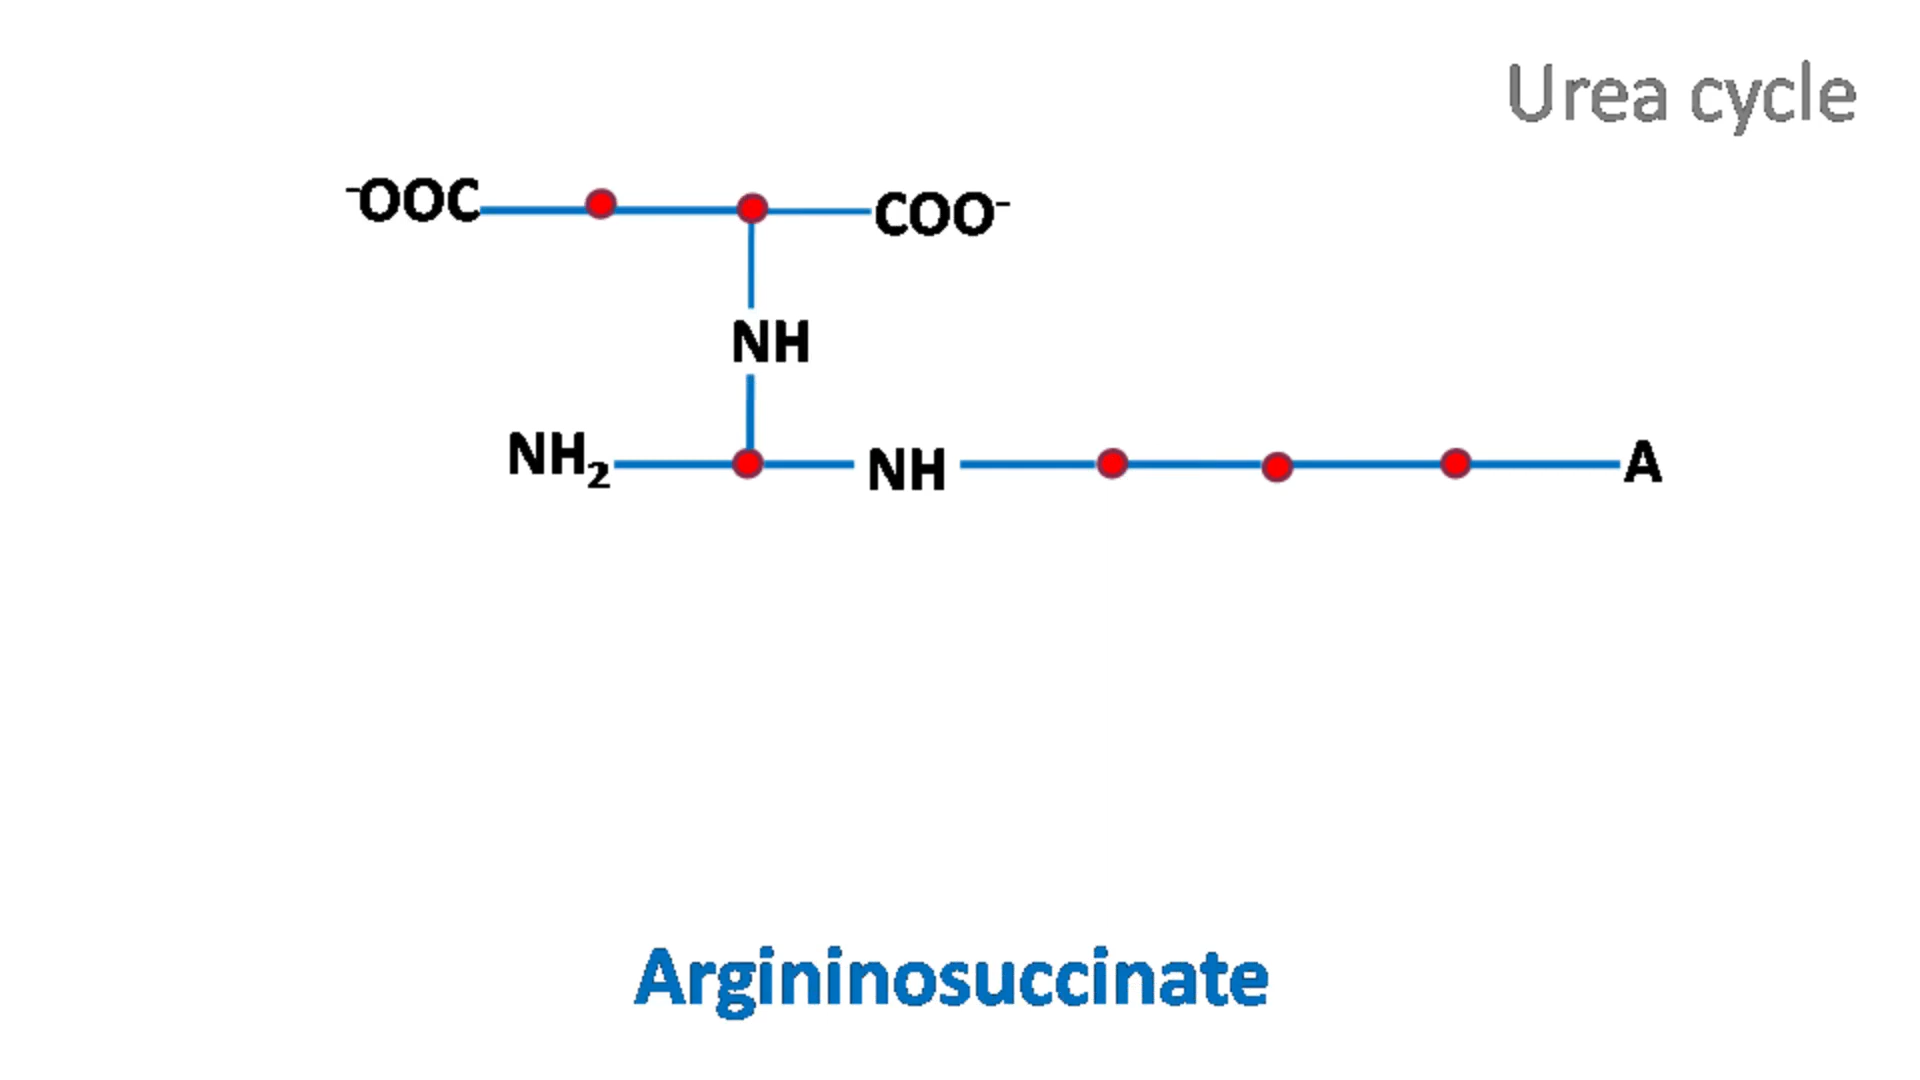 Urea cycle
⁻OOC COO⁻
NH
NH₂ NH A
Argininosuccinate